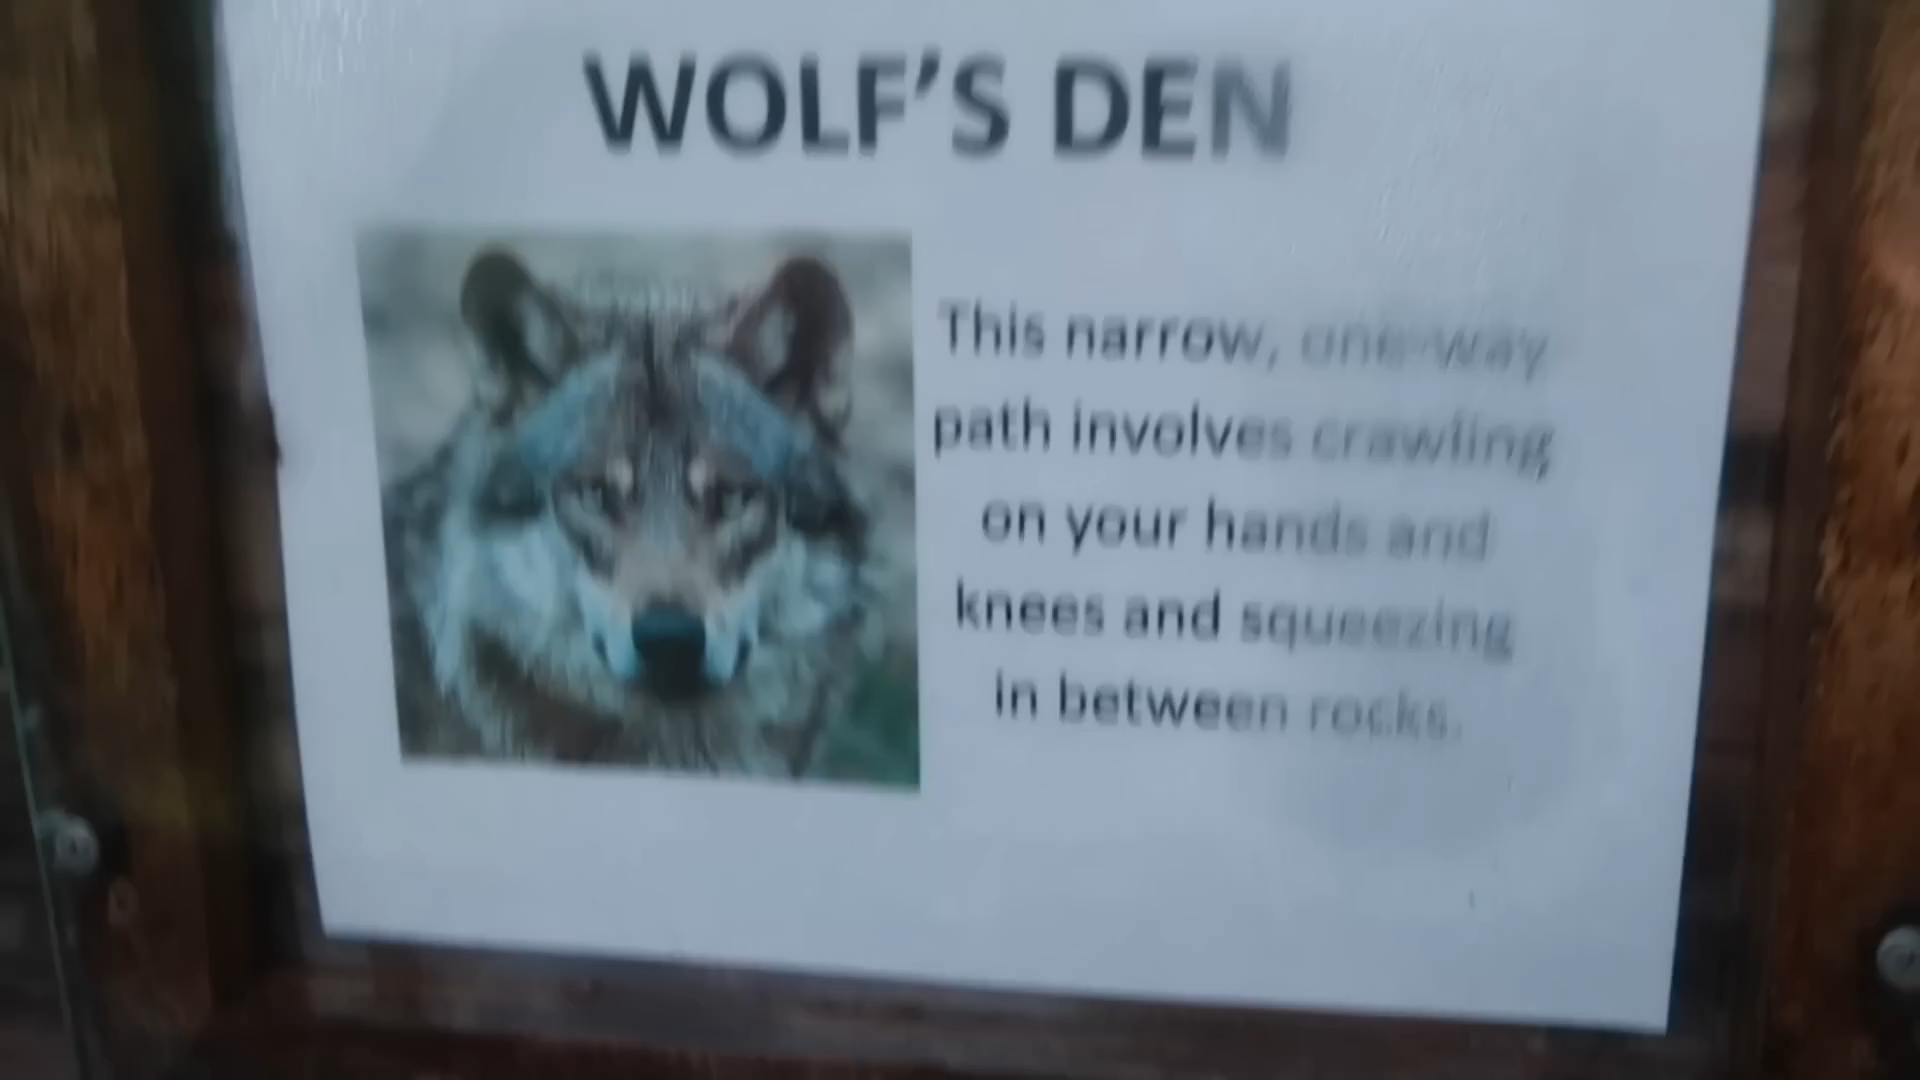 WOLF'S DEN
This narrow, one-way
path involves crawling
on your hands and
knees and squeezing
in between rocks.